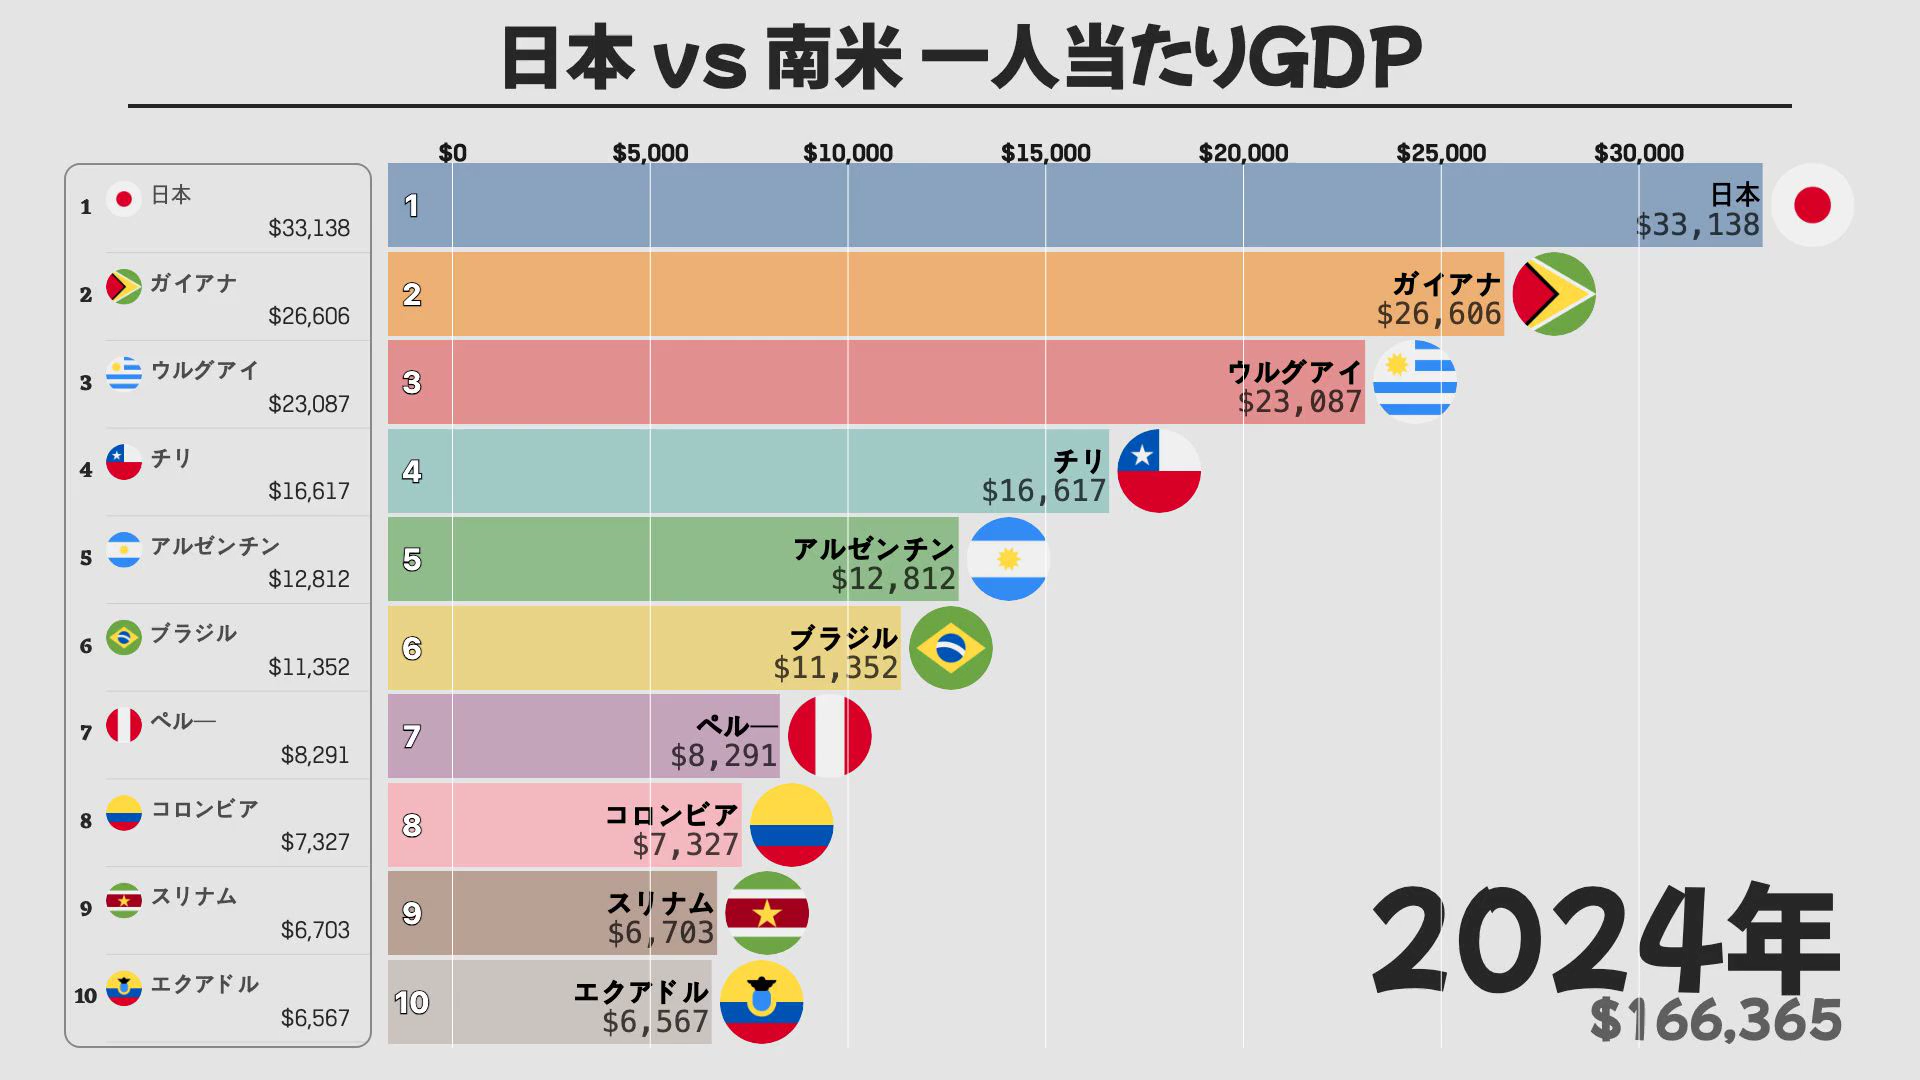 日本 vs 南米 一人当たりGDP
$0 $5,000 $10,000 $15,000 $20,000 $25,000 $30,000
1 日本
$33,138
2 ガイアナ
$26,606
3 ウルグアイ
$23,087
4 チリ
$16,617
5 アルゼンチン
$12,812
6 ブラジル
$11,352
7 ペルー
$8,291
8 コロンビア
$7,327
9 スリナム
$6,703
10 エクアドル
$6,567
1 日本
$33,138
2 ガイアナ
$26,606
3 ウルグアイ
$23,087
4 チリ
$16,617
5 アルゼンチン
$12,812
6 ブラジル
$11,352
7 ペルー
$8,291
8 コロンビア
$7,327
9 スリナム
$6,703
10 エクアドル
$6,567
2024年
$166,365